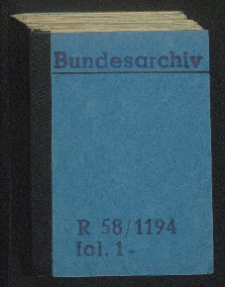 Bundesarchiv
R 58/1194
fol. 1-